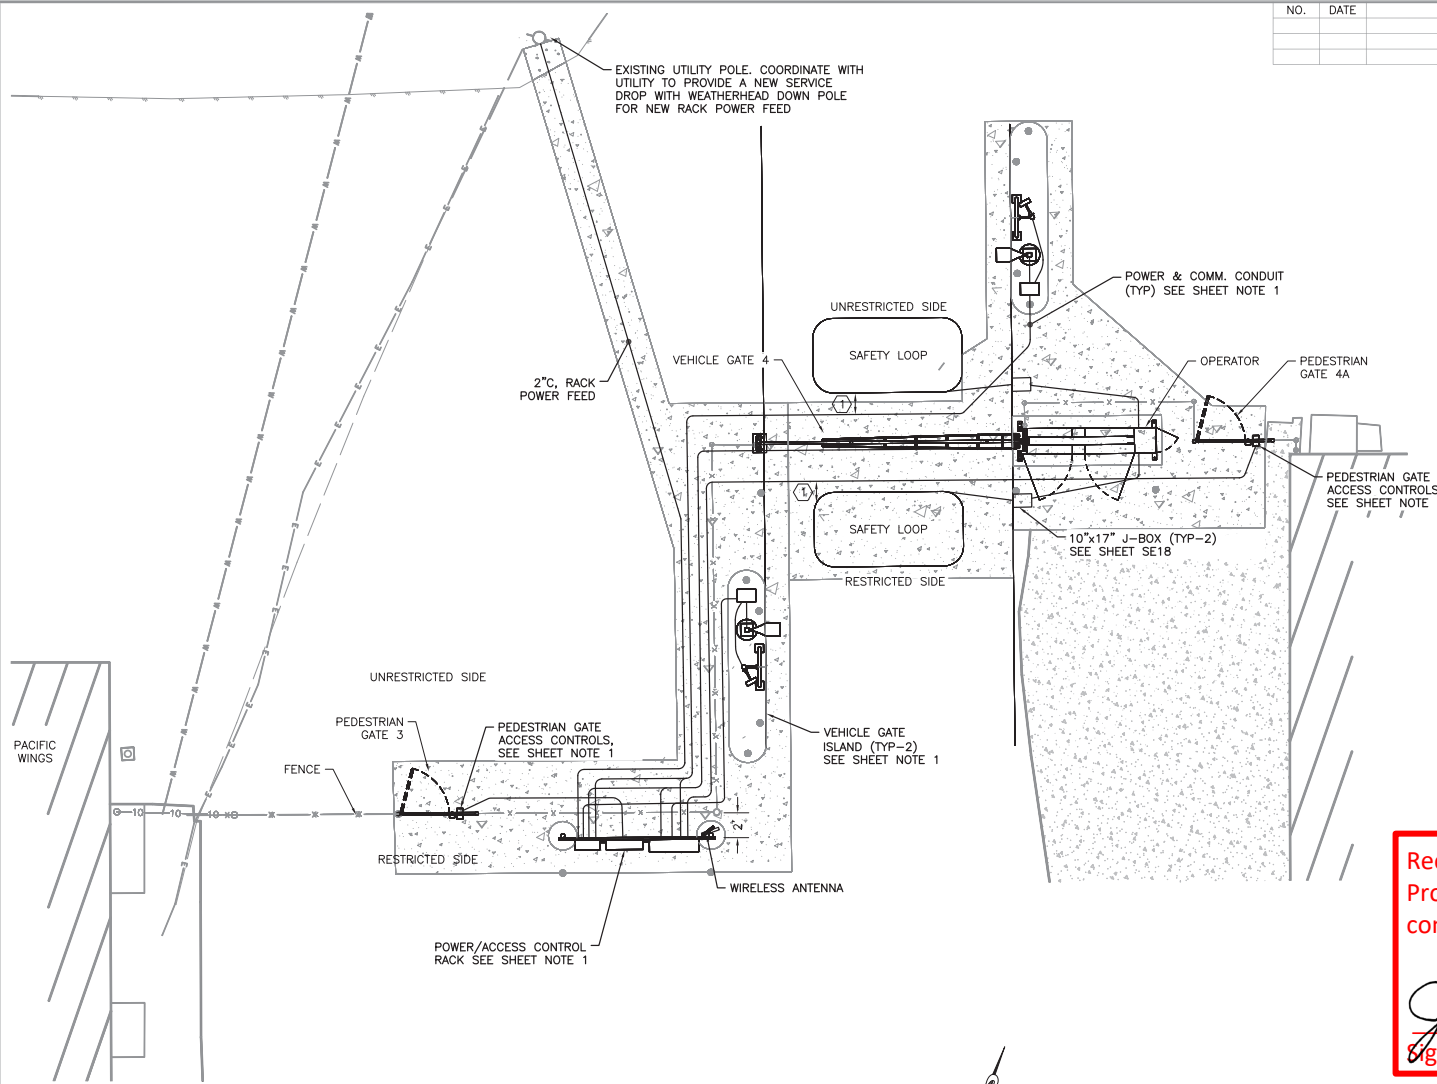 NO. DATE
EXISTING UTILITY POLE. COORDINATE WITH
UTILITY TO PROVIDE A NEW SERVICE
DROP WITH WEATHERHEAD DOWN POLE
FOR NEW RACK POWER FEED
POWER & COMM. CONDUIT
(TYP) SEE SHEET NOTE 1
UNRESTRICTED SIDE
SAFETY LOOP
VEHICLE GATE 4
OPERATOR
PEDESTRIAN
GATE 4A
2"C, RACK
POWER FEED
1
1
PEDESTRIAN GATE
ACCESS CONTROLS
SEE SHEET NOTE
SAFETY LOOP
10"x17" J-BOX (TYP-2)
SEE SHEET SE18
RESTRICTED SIDE
UNRESTRICTED SIDE
PEDESTRIAN
GATE 3
PEDESTRIAN GATE
ACCESS CONTROLS,
SEE SHEET NOTE 1
VEHICLE GATE
ISLAND (TYP-2)
SEE SHEET NOTE 1
PACIFIC
WINGS
FENCE
10 10 10
2'
RESTRICTED SIDE
WIRELESS ANTENNA
POWER/ACCESS CONTROL
RACK SEE SHEET NOTE 1